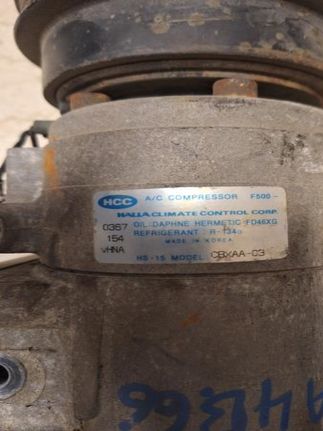 HCC A/C COMPRESSOR F500-
HALLA CLIMATE CONTROL CORP.
0367 OIL:DAPHNE HERMETIC FD46XG
154 REFRIGERANT : R-134a
VHNA MADE IN KOREA
HS-15 MODEL CBXAA-03